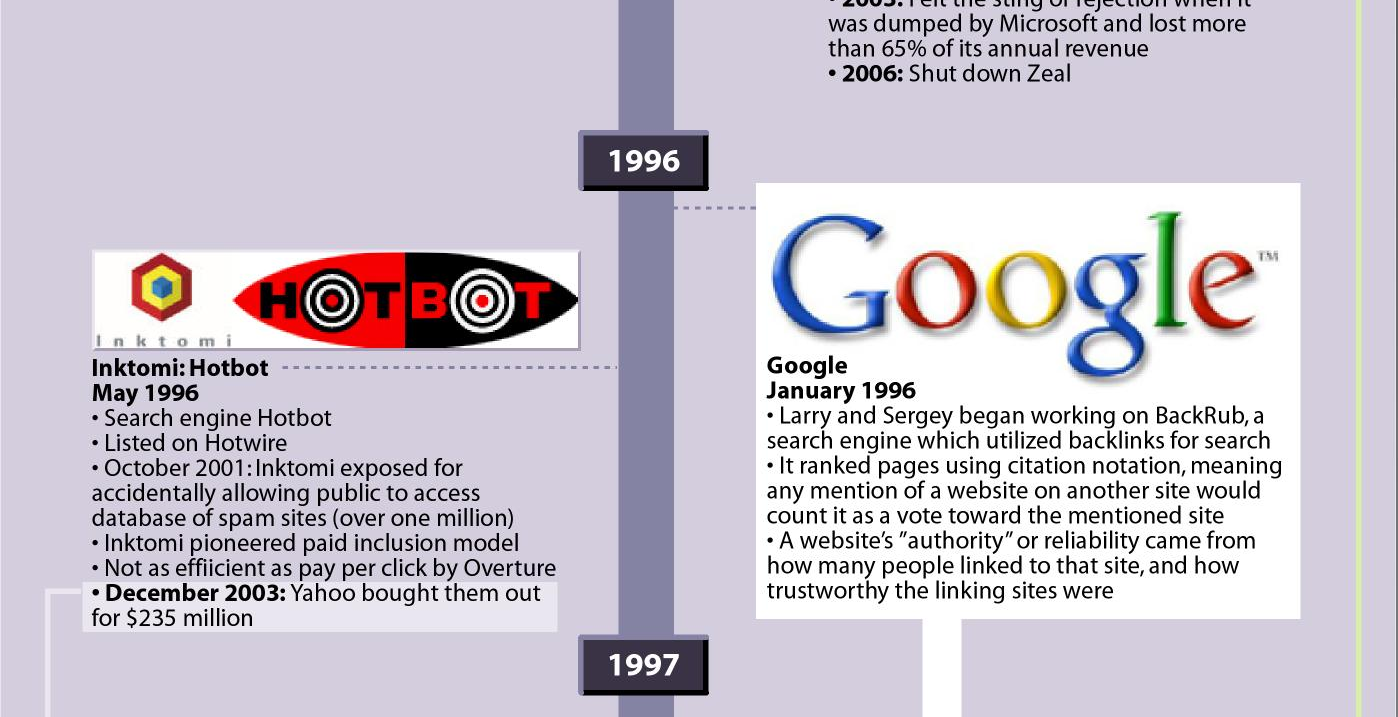 • 2003: Felt the sting of rejection when it
was dumped by Microsoft and lost more
than 65% of its annual revenue
• 2006: Shut down Zeal
1996
Google™
Google
January 1996
• Larry and Sergey began working on BackRub, a
search engine which utilized backlinks for search
• It ranked pages using citation notation, meaning
any mention of a website on another site would
count it as a vote toward the mentioned site
• A website's "authority" or reliability came from
how many people linked to that site, and how
trustworthy the linking sites were
Inktomi
HOTBOT
Inktomi: Hotbot
May 1996
• Search engine Hotbot
• Listed on Hotwire
• October 2001: Inktomi exposed for
accidentally allowing public to access
database of spam sites (over one million)
• Inktomi pioneered paid inclusion model
• Not as effiicient as pay per click by Overture
• December 2003: Yahoo bought them out
for $235 million
1997